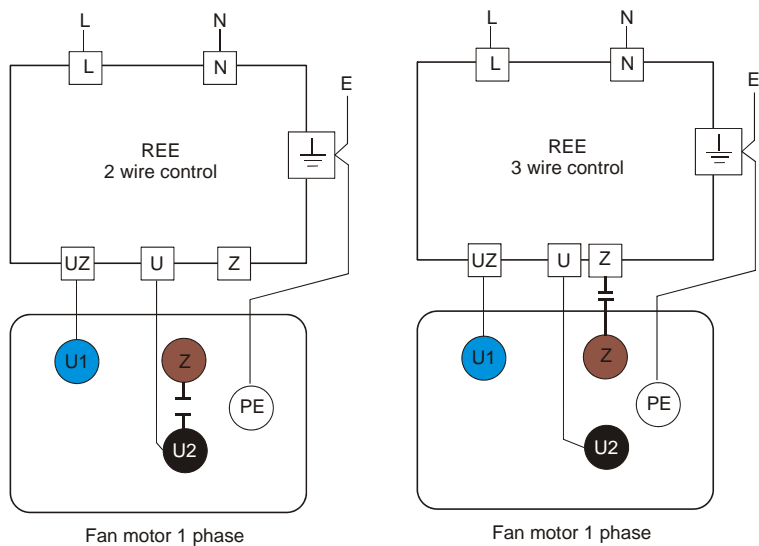 L
N
L
N
E
REE
2 wire control
UZ
U
Z
U1
Z
PE
U2
Fan motor 1 phase
L
N
L
N
E
REE
3 wire control
UZ
U
Z
U1
Z
PE
U2
Fan motor 1 phase